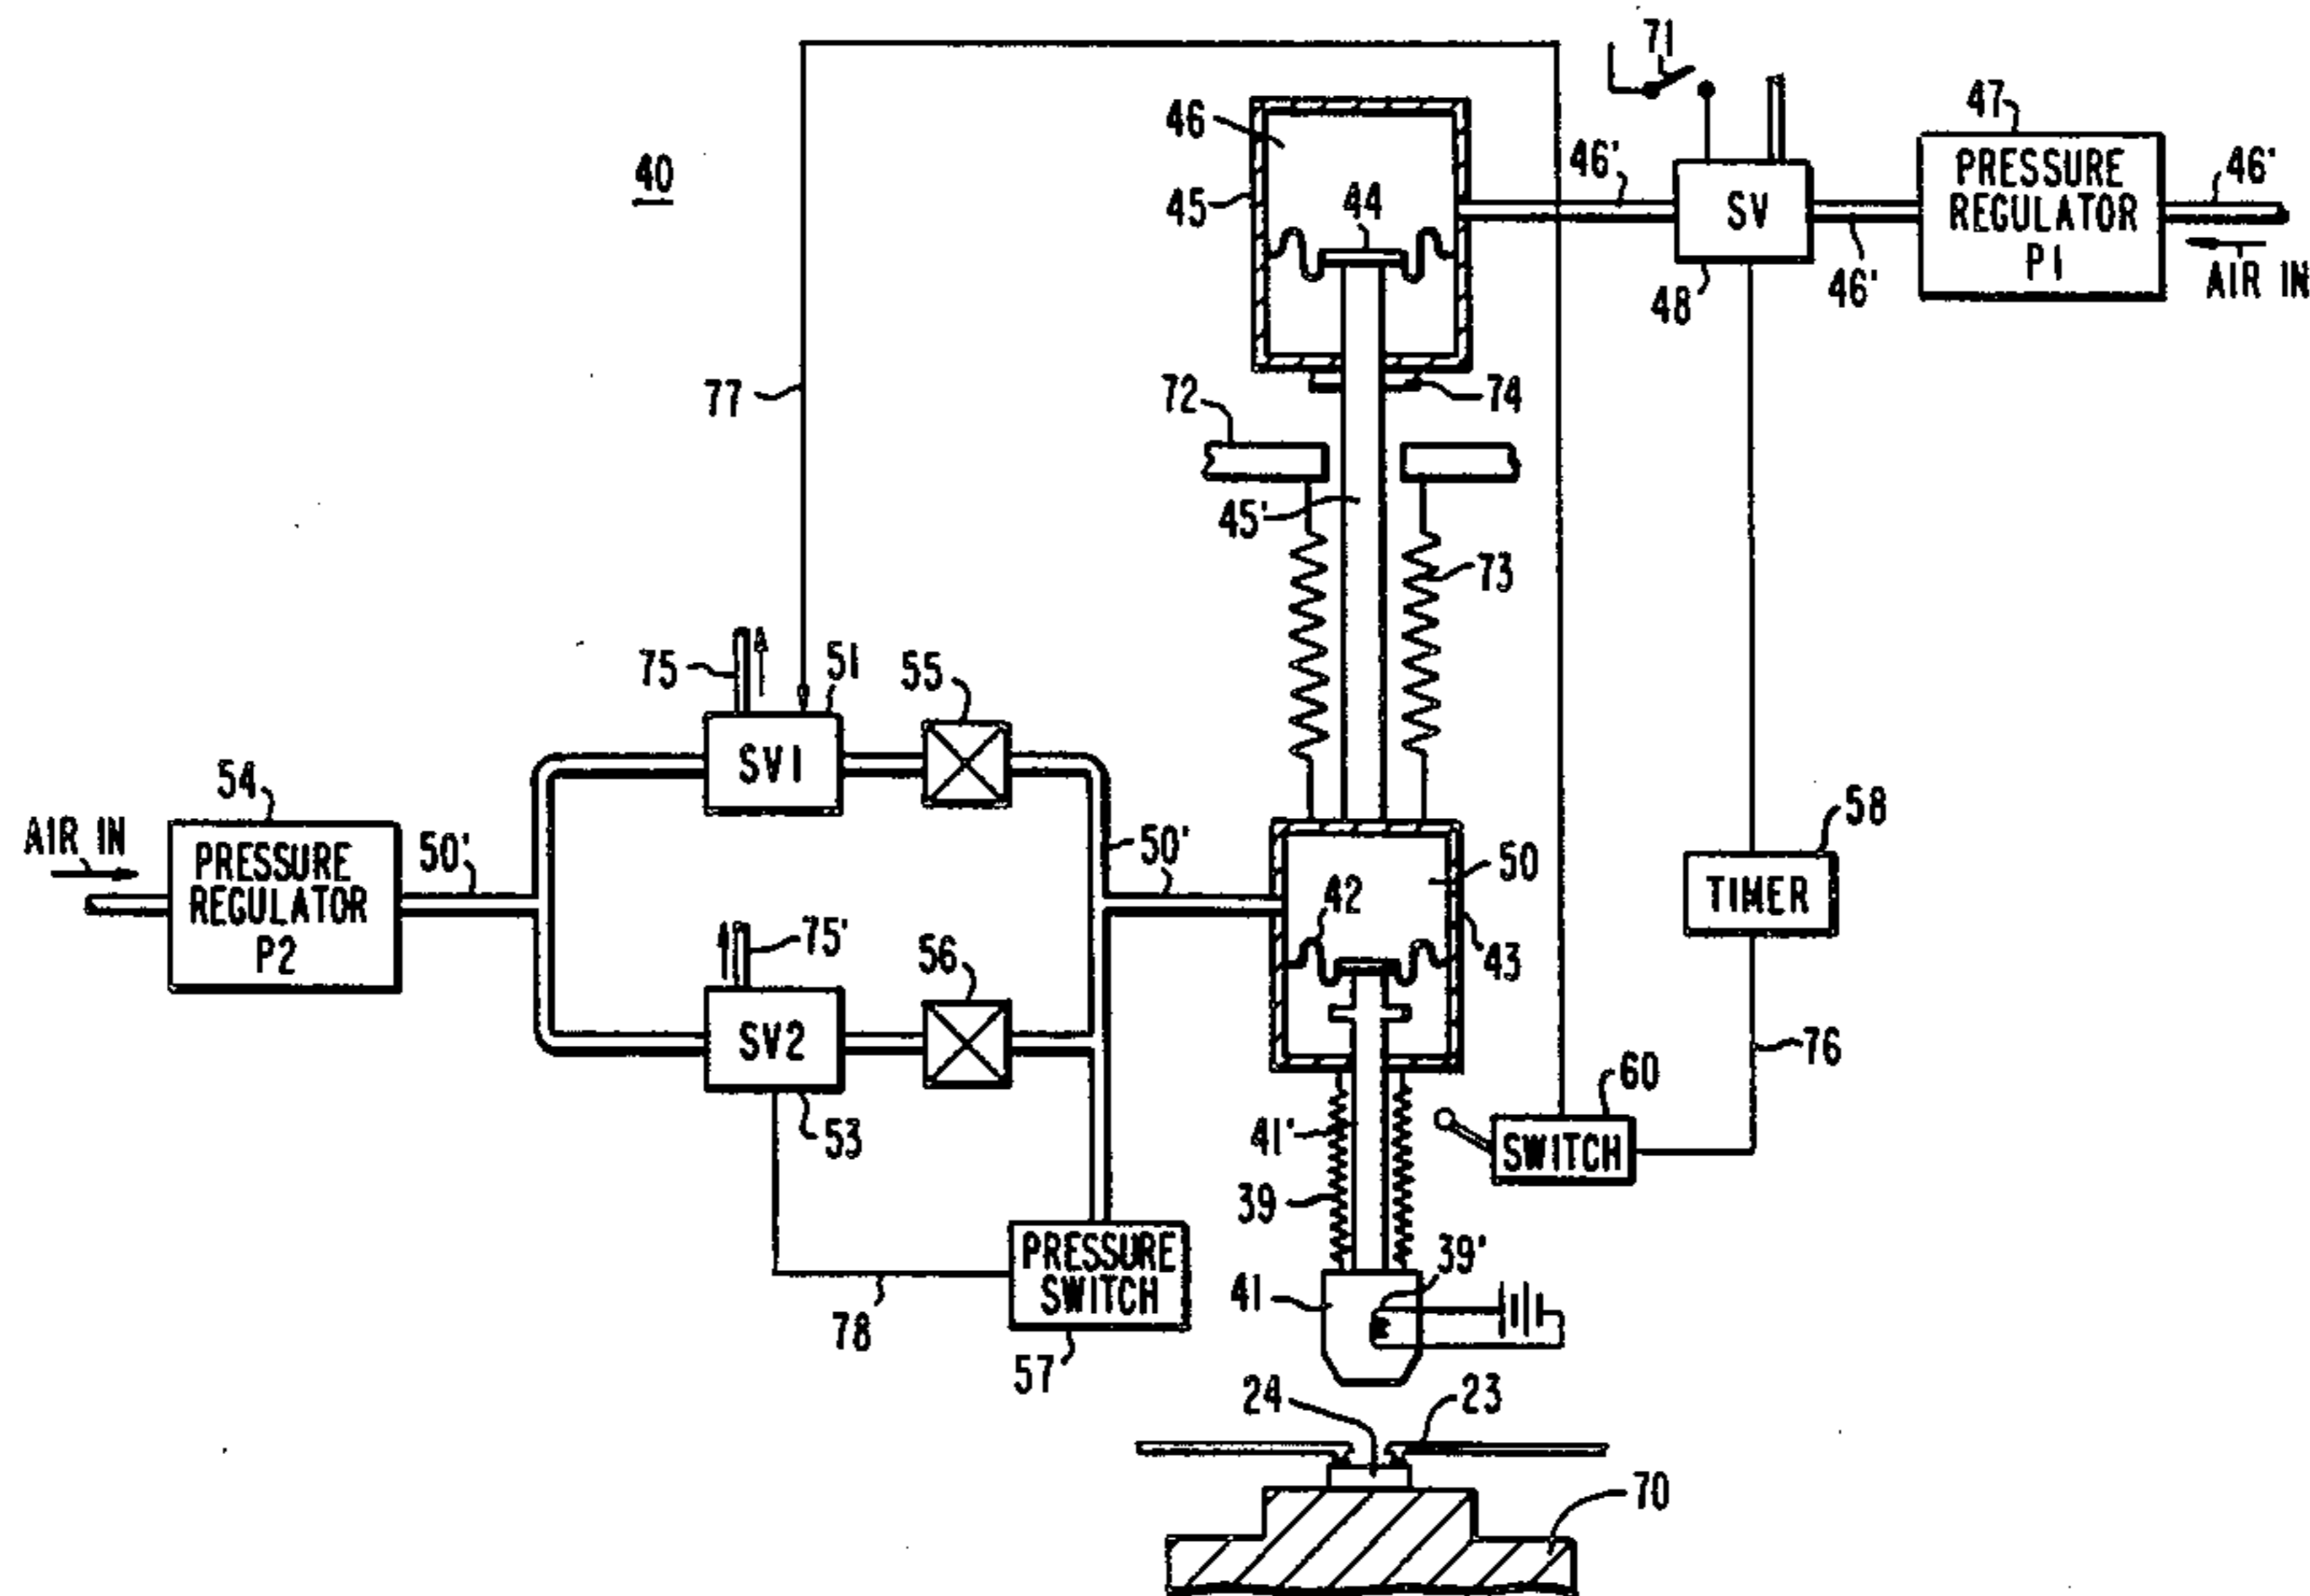 71
47
40
46
46'
PRESSURE
REGULATOR
P1
46'
45
44
SV
48
46'
AIR IN
77
72
74
45'
73
75
51
55
SV1
54
58
AIR IN
PRESSURE
REGULATOR
P2
50'
50'
50
42
TIMER
75'
56
43
SV2
76
60
53
41'
SWITCH
39
39'
PRESSURE
SWITCH
41
78
57
24
23
70